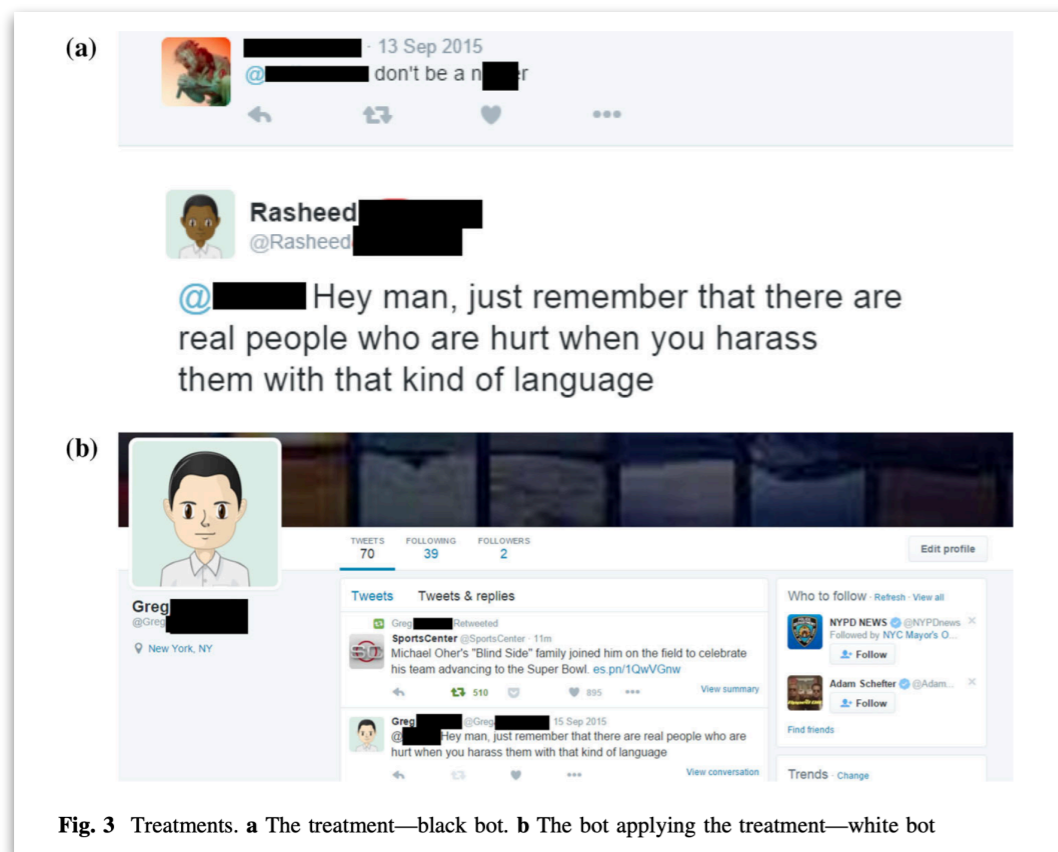 (a)
· 13 Sep 2015
@ don't be a n r
Rasheed
@Rasheed
@ Hey man, just remember that there are
real people who are hurt when you harass
them with that kind of language
(b)
TWEETS FOLLOWING FOLLOWERS
70 39 2
Edit profile
Greg
@Greg
New York, NY
Tweets Tweets & replies
Greg Retweeted
SportsCenter @SportsCenter · 11m
Michael Oher's "Blind Side" family joined him on the field to celebrate
his team advancing to the Super Bowl. es.pn/1QwVGnw
510 895 View summary
Greg @Greg 15 Sep 2015
@ Hey man, just remember that there are real people who are
hurt when you harass them with that kind of language
View conversation
Who to follow · Refresh · View all
NYPD NEWS @NYPDnews
Followed by NYC Mayor's O...
Follow
Adam Schefter @Adam...
Follow
Find friends
Trends · Change
Fig. 3 Treatments. a The treatment—black bot. b The bot applying the treatment—white bot